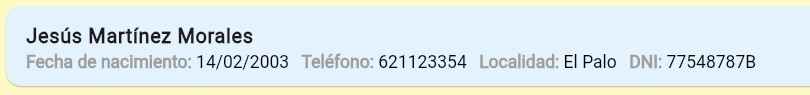 Jesús Martínez Morales
Fecha de nacimiento: 14/02/2003 Teléfono: 621123354 Localidad: El Palo DNI: 77548787B